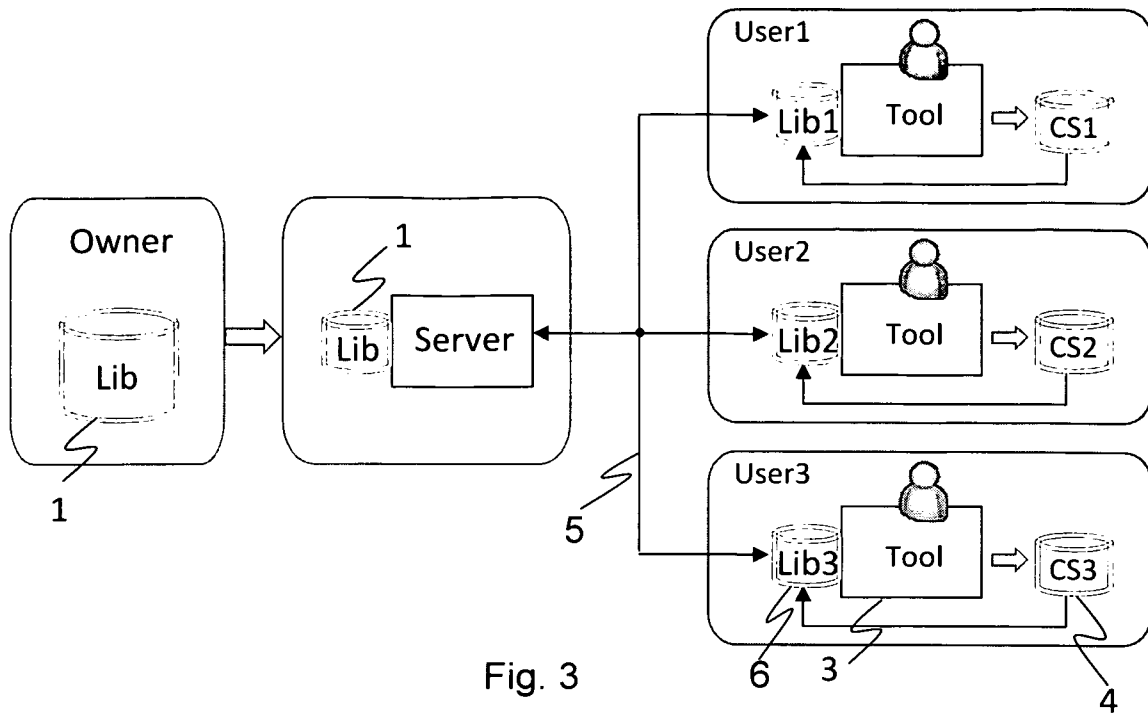 Owner
Lib
1
1
Lib
Server
5
User1
Lib1
Tool
CS1
User2
Lib2
Tool
CS2
User3
Lib3
Tool
CS3
6
3
4
Fig. 3